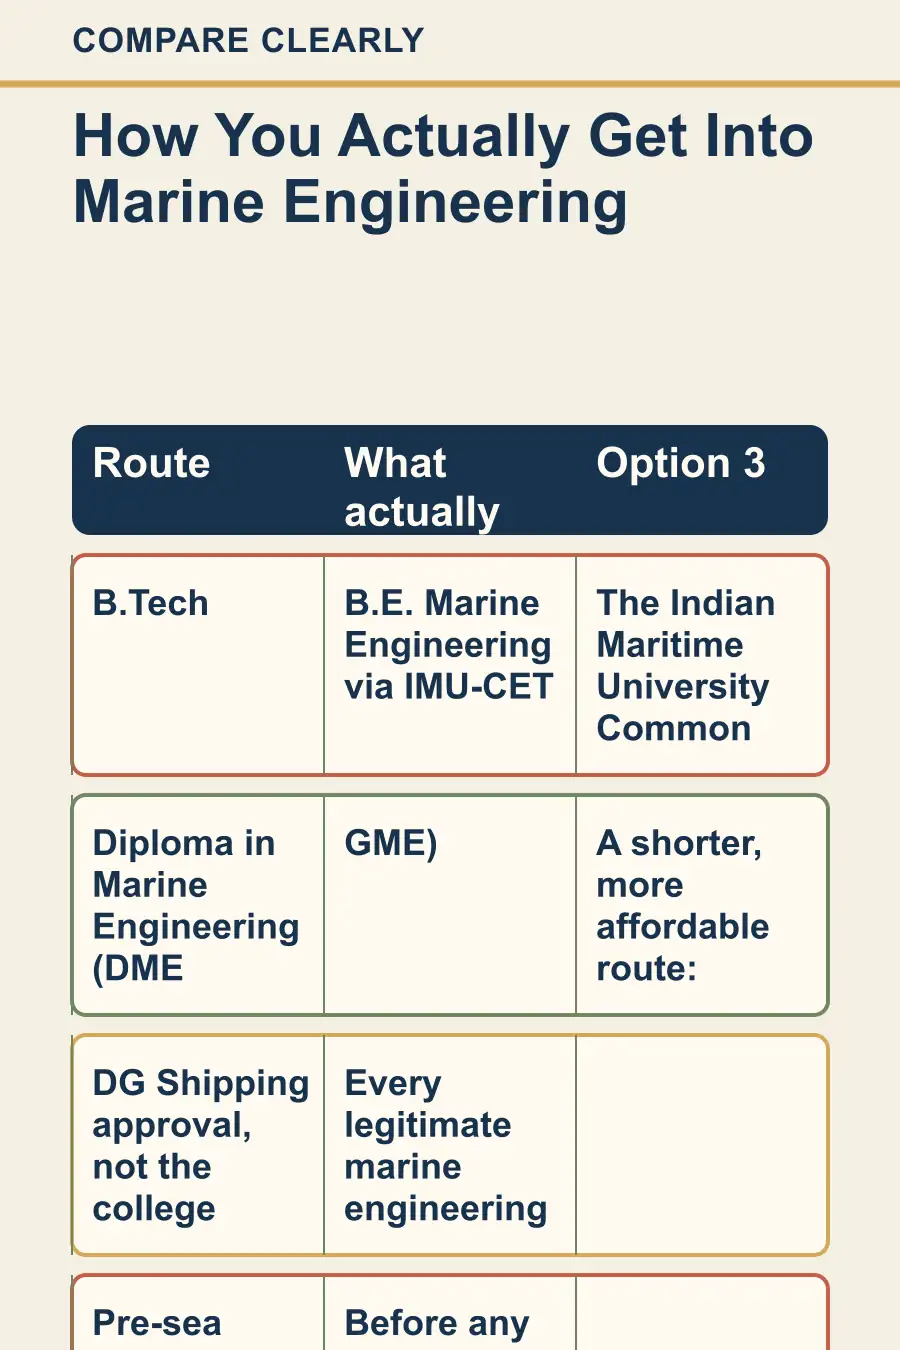 COMPARE CLEARLY
How You Actually Get Into
Marine Engineering
Route
What
actually
Option 3
B.Tech
B.E. Marine
Engineering
via IMU-CET
The Indian
Maritime
University
Common
Diploma in
Marine
Engineering
(DME
GME)
A shorter,
more
affordable
route:
DG Shipping
approval,
not the
college
Every
legitimate
marine
engineering
Pre-sea
Before any